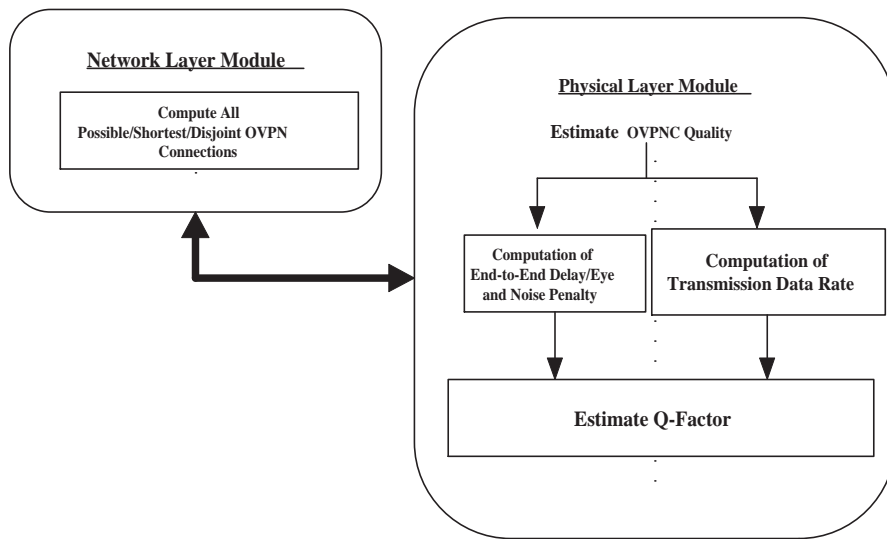 Network Layer Module
Compute All
Possible/Shortest/Disjoint OVPN
Connections
Physical Layer Module
Estimate OVPNC Quality
Computation of
End-to-End Delay/Eye
and Noise Penalty
Computation of
Transmission Data Rate
Estimate Q-Factor